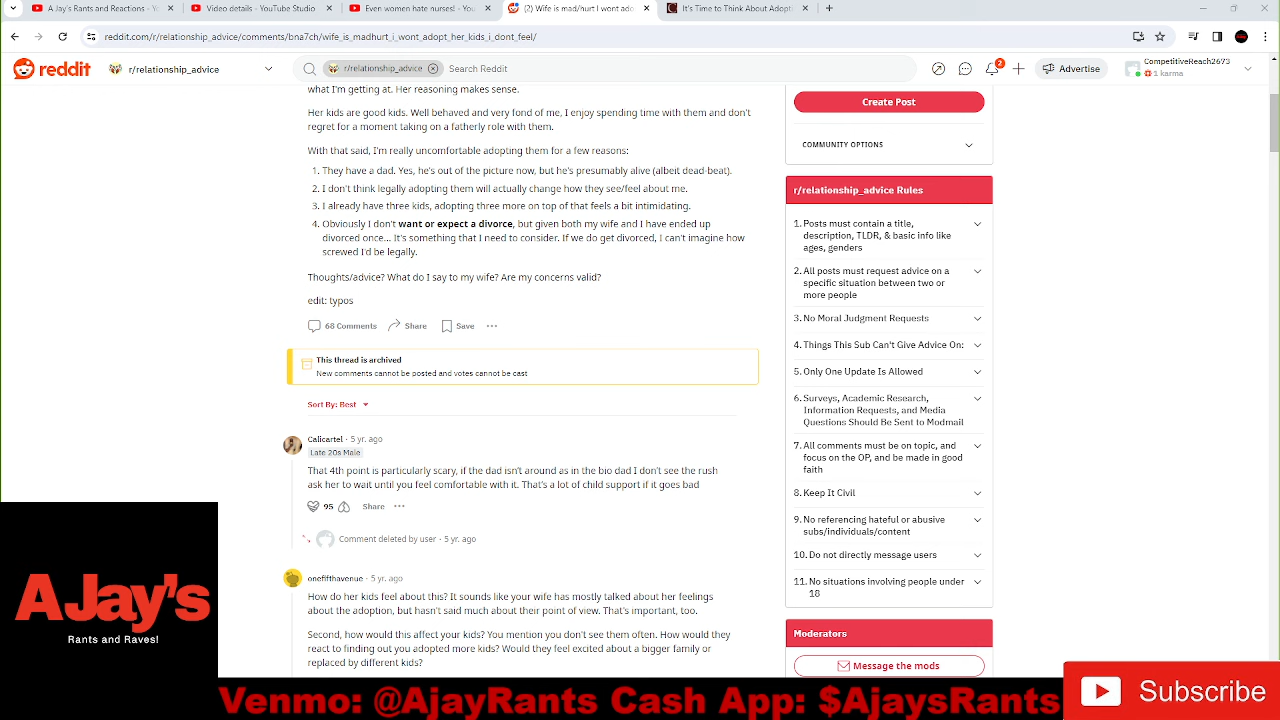 A Jay's Rants and Reactions - Yo
Video details - YouTube Studio
Even women hate nurses! - You
(2) Wife is mad/hurt I wont ado
It's Time to Think About Adopti
reddit.com/r/relationship_advice/comments/bna7ch/wife_is_madhurt_i_wont_adopt_her_kids_i_dont_feel/
reddit r/relationship_advice r/relationship_advice Search Reddit 2 Advertise CompetitiveReach2673
1 karma
what I'm getting at. Her reasoning makes sense.
Her kids are good kids. Well behaved and very fond of me, I enjoy spending time with them and don't
regret for a moment taking on a fatherly role with them.
With that said, I'm really uncomfortable adopting them for a few reasons:
1. They have a dad. Yes, he's out of the picture now, but he's presumably alive (albeit dead-beat).
2. I don't think legally adopting them will actually change how they see/feel about me.
3. I already have three kids, adopting three more on top of that feels a bit intimidating.
4. Obviously I don't want or expect a divorce, but given both my wife and I have ended up
divorced once... It's something that I need to consider. If we do get divorced, I can't imagine how
screwed I'd be legally.
Thoughts/advice? What do I say to my wife? Are my concerns valid?
edit: typos
68 Comments Share Save
This thread is archived
New comments cannot be posted and votes cannot be cast
Sort By: Best
Calicartel · 5 yr. ago
Late 20s Male
That 4th point is particularly scary, if the dad isn't around as in the bio dad I don't see the rush
ask her to wait until you feel comfortable with it. That's a lot of child support if it goes bad
95 Share
Comment deleted by user · 5 yr. ago
onefifthavenue · 5 yr. ago
How do her kids feel about this? It sounds like your wife has mostly talked about her feelings
about the adoption, but hasn't said much about their point of view. That's important, too.
Second, how would this affect your kids? You mention you don't see them often. How would they
react to finding out you adopted more kids? Would they feel excited about a bigger family or
replaced by different kids?
Create Post
COMMUNITY OPTIONS
r/relationship_advice Rules
1. Posts must contain a title,
description, TLDR, & basic info like
ages, genders
2. All posts must request advice on a
specific situation between two or
more people
3. No Moral Judgment Requests
4. Things This Sub Can't Give Advice On:
5. Only One Update Is Allowed
6. Surveys, Academic Research,
Information Requests, and Media
Questions Should Be Sent to Modmail
7. All comments must be on topic, and
focus on the OP, and be made in good
faith
8. Keep It Civil
9. No referencing hateful or abusive
subs/individuals/content
10. Do not directly message users
11. No situations involving people under
18
Moderators
Message the mods
AJay's
Rants and Raves!
Venmo: @AjayRants Cash App: $AjaysRants
Subscribe